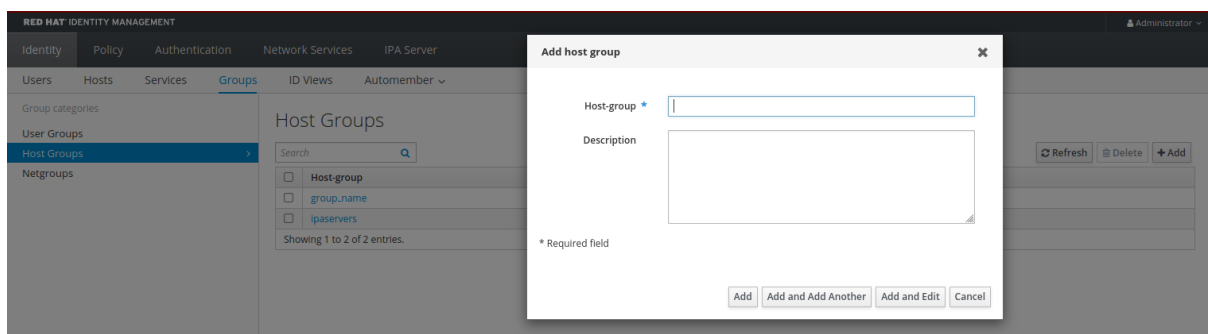 RED HAT IDENTITY MANAGEMENT
Administrator
Identity Policy Authentication Network Services IPA Server
Users Hosts Services Groups ID Views Automember
Group categories
User Groups
Host Groups
Netgroups
Host Groups
Search
Refresh Delete Add
Host-group
group_name
ipaservers
Showing 1 to 2 of 2 entries.
Add host group
Host-group *
Description
* Required field
Add Add and Add Another Add and Edit Cancel